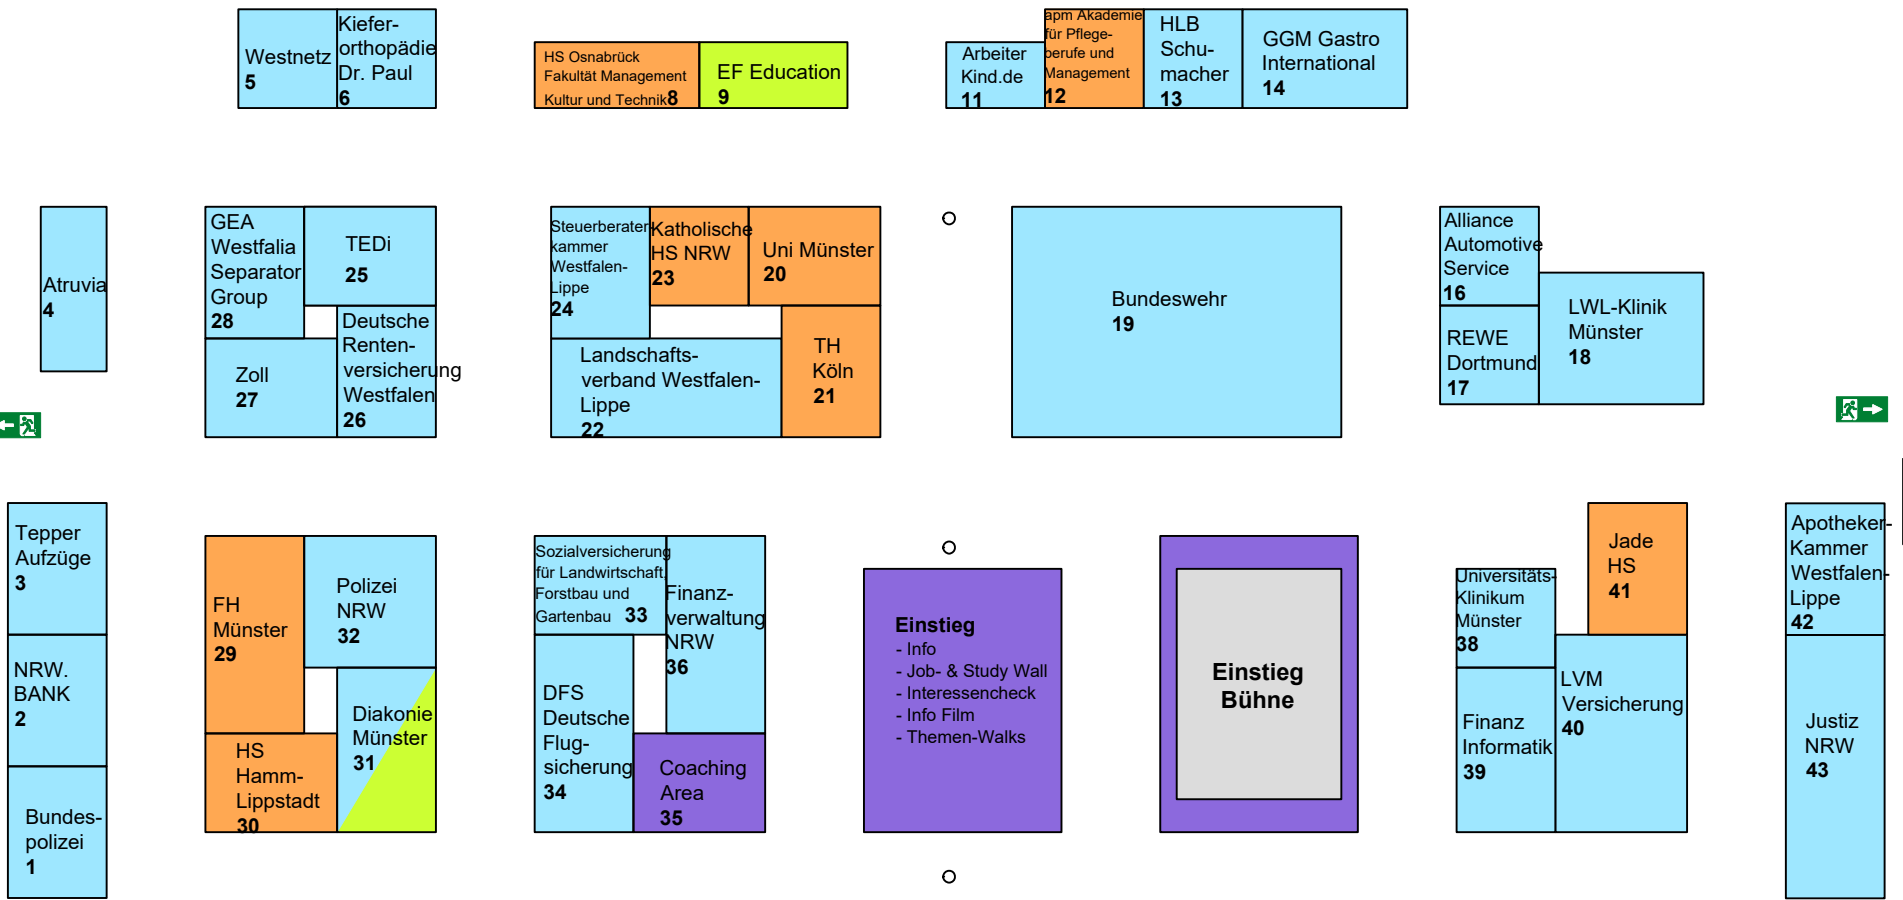 Westnetz
5
Kiefer-
orthopädie
Dr. Paul
6
HS Osnabrück
Fakultät Management
Kultur und Technik8
EF Education
9
Arbeiter
Kind.de
11
apm Akademie
für Pflege-
berufe und
Management
12
HLB
Schu-
macher
13
GGM Gastro
International
14
Atruvia
4
GEA
Westfalia
Separator
Group
28
TEDi
25
Zoll
27
Deutsche
Renten-
versicherung
Westfalen
26
Steuerberater-
kammer
Westfalen-
Lippe
24
Katholische
HS NRW
23
Uni Münster
20
Landschafts-
verband Westfalen-
Lippe
22
TH
Köln
21
Bundeswehr
19
Alliance
Automotive
Service
16
REWE
Dortmund
17
LWL-Klinik
Münster
18
Tepper
Aufzüge
3
NRW.
BANK
2
Bundes-
polizei
1
FH
Münster
29
Polizei
NRW
32
HS
Hamm-
Lippstadt
30
Diakonie
Münster
31
Sozialversicherung
für Landwirtschaft,
Forstbau und
Gartenbau 33
Finanz-
verwaltung
NRW
36
DFS
Deutsche
Flug-
sicherung
34
Coaching
Area
35
Einstieg
- Info
- Job- & Study Wall
- Interessencheck
- Info Film
- Themen-Walks
Einstieg
Bühne
Universitäts-
Klinikum
Münster
38
Finanz
Informatik
39
Jade
HS
41
LVM
Versicherung
40
Apotheker-
Kammer
Westfalen-
Lippe
42
Justiz
NRW
43